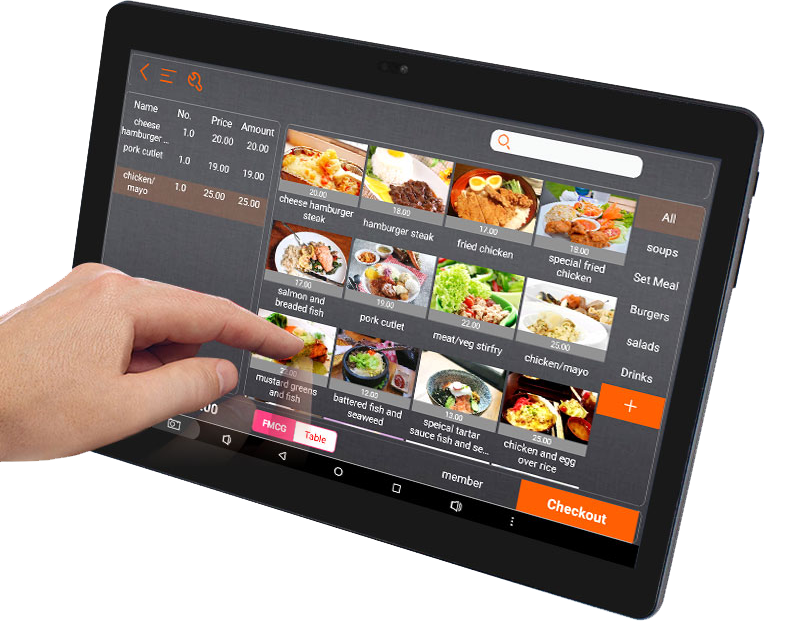 Name No. Price Amount
cheese
hamburger ... 1.0 20.00 20.00
pork cutlet 1.0 19.00 19.00
chicken/
mayo 1.0 25.00 25.00
20.00
cheese hamburger
steak
18.00
hamburger steak
17.00
fried chicken
18.00
special fried
chicken
17.00
salmon and
breaded fish
19.00
pork cutlet
22.00
meat/veg stirfry
25.00
chicken/mayo
mustard greens
and fish
12.00
battered fish and
seaweed
13.00
speical tartar
sauce fish and se...
25.00
chicken and egg
over rice
All
soups
Set Meal
Burgers
salads
Drinks
+
FMCG Table
member
Checkout